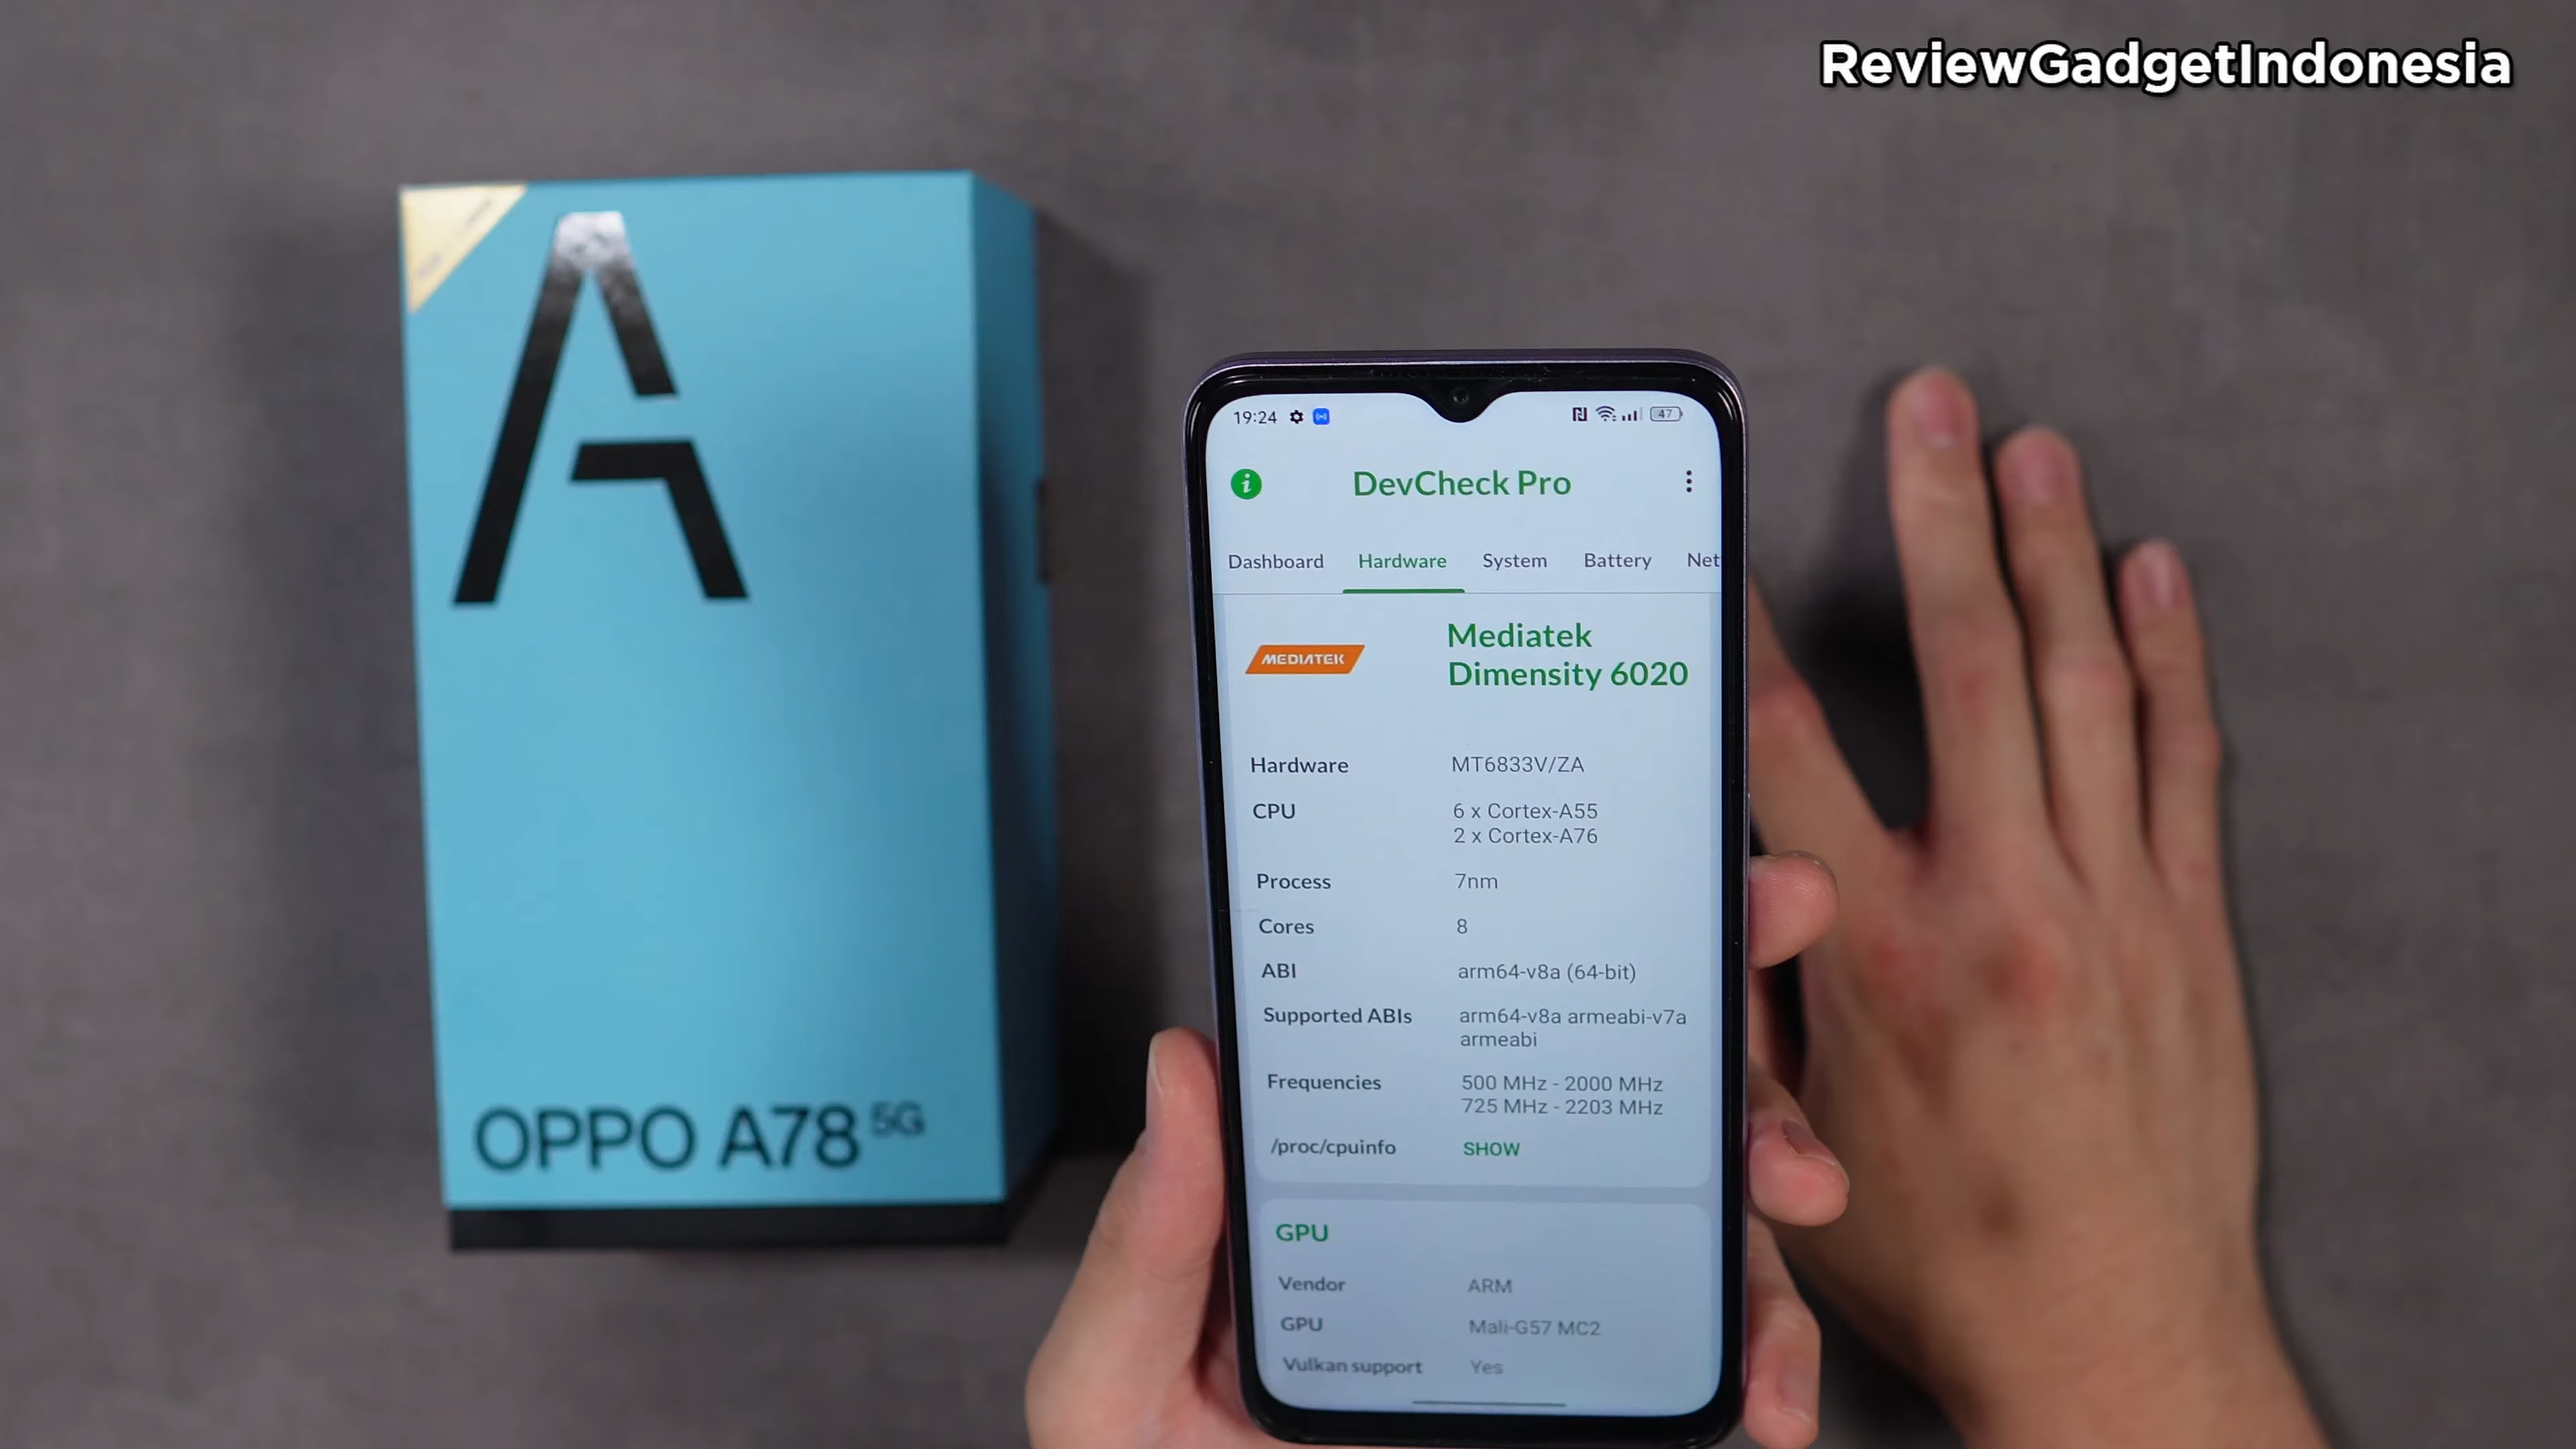 ReviewGadgetIndonesia
A
OPPO A78 5G
19:24
47
DevCheck Pro
Dashboard Hardware System Battery Net
MEDIATEK
Mediatek
Dimensity 6020
Hardware MT6833V/ZA
CPU 6 x Cortex-A55
2 x Cortex-A76
Process 7nm
Cores 8
ABI arm64-v8a (64-bit)
Supported ABIs arm64-v8a armeabi-v7a
armeabi
Frequencies 500 MHz - 2000 MHz
725 MHz - 2203 MHz
/proc/cpuinfo SHOW
GPU
Vendor ARM
GPU Mali-G57 MC2
Vulkan support Yes